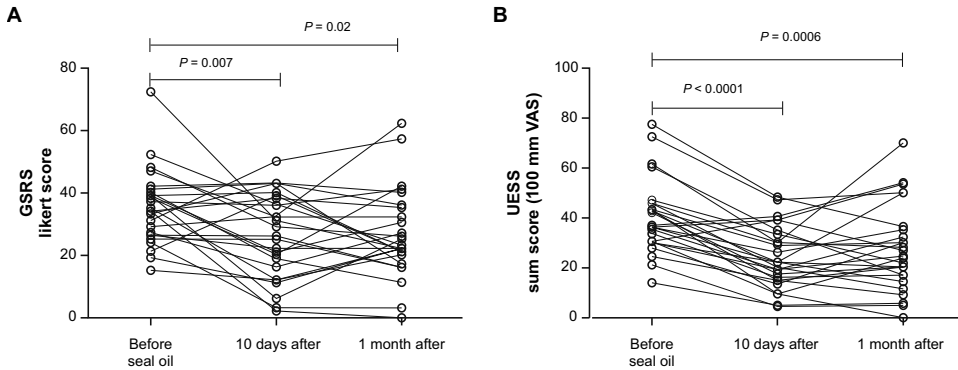 A
P = 0.02
P = 0.007
80
60
40
20
0
GSRS
likert score
Before
seal oil
10 days after
1 month after
B
P = 0.0006
P < 0.0001
100
80
60
40
20
0
UESS
sum score (100 mm VAS)
Before
seal oil
10 days after
1 month after